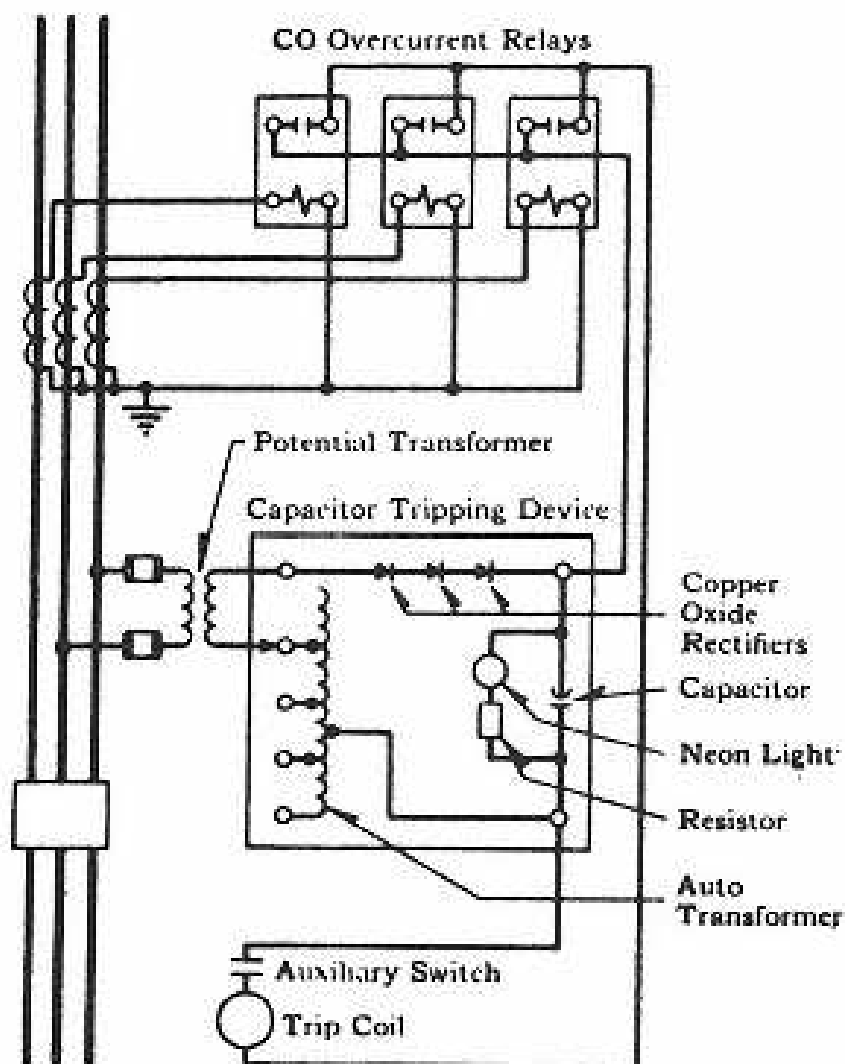 CO Overcurrent Relays
Potential Transformer
Capacitor Tripping Device
Copper
Oxide
Rectifiers
Capacitor
Neon Light
Resistor
Auto
Transformer
Auxiliary Switch
Trip Coil